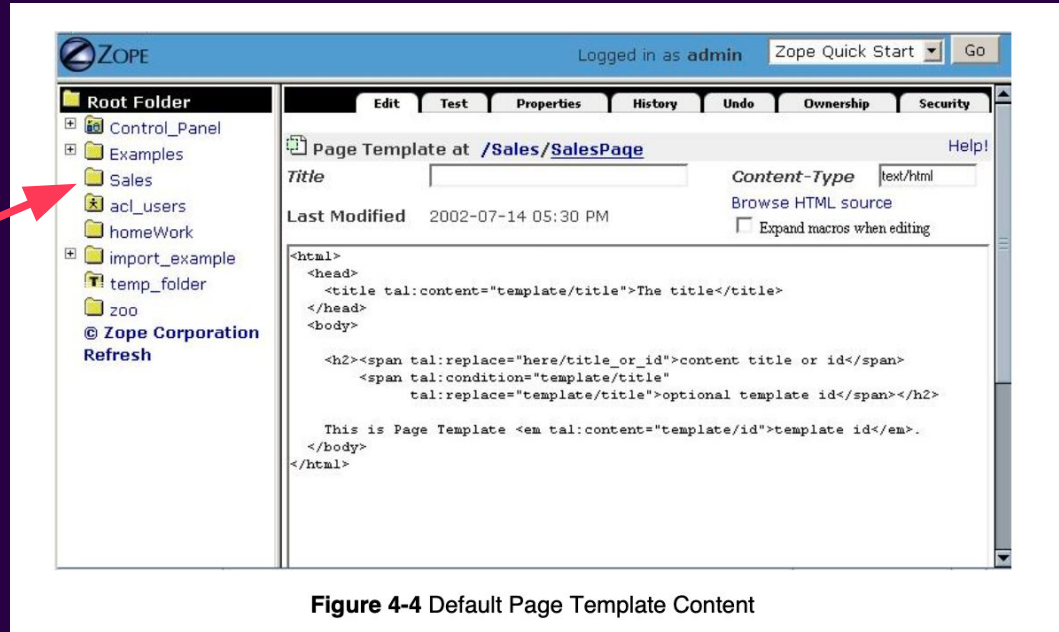 ZOPE
Logged in as admin
Zope Quick Start
Go
Root Folder
Control_Panel
Examples
Sales
acl_users
homeWork
import_example
temp_folder
zoo
© Zope Corporation
Refresh
Edit Test Properties History Undo Ownership Security
Page Template at /Sales/SalesPage
Help!
Title
Content-Type text/html
Last Modified 2002-07-14 05:30 PM
Browse HTML source
Expand macros when editing
<html>
  <head>
    <title tal:content="template/title">The title</title>
  </head>
  <body>

    <h2><span tal:replace="here/title_or_id">content title or id</span>
        <span tal:condition="template/title"
              tal:replace="template/title">optional template id</span></h2>

    This is Page Template <em tal:content="template/id">template id</em>.
  </body>
</html>
Figure 4-4 Default Page Template Content